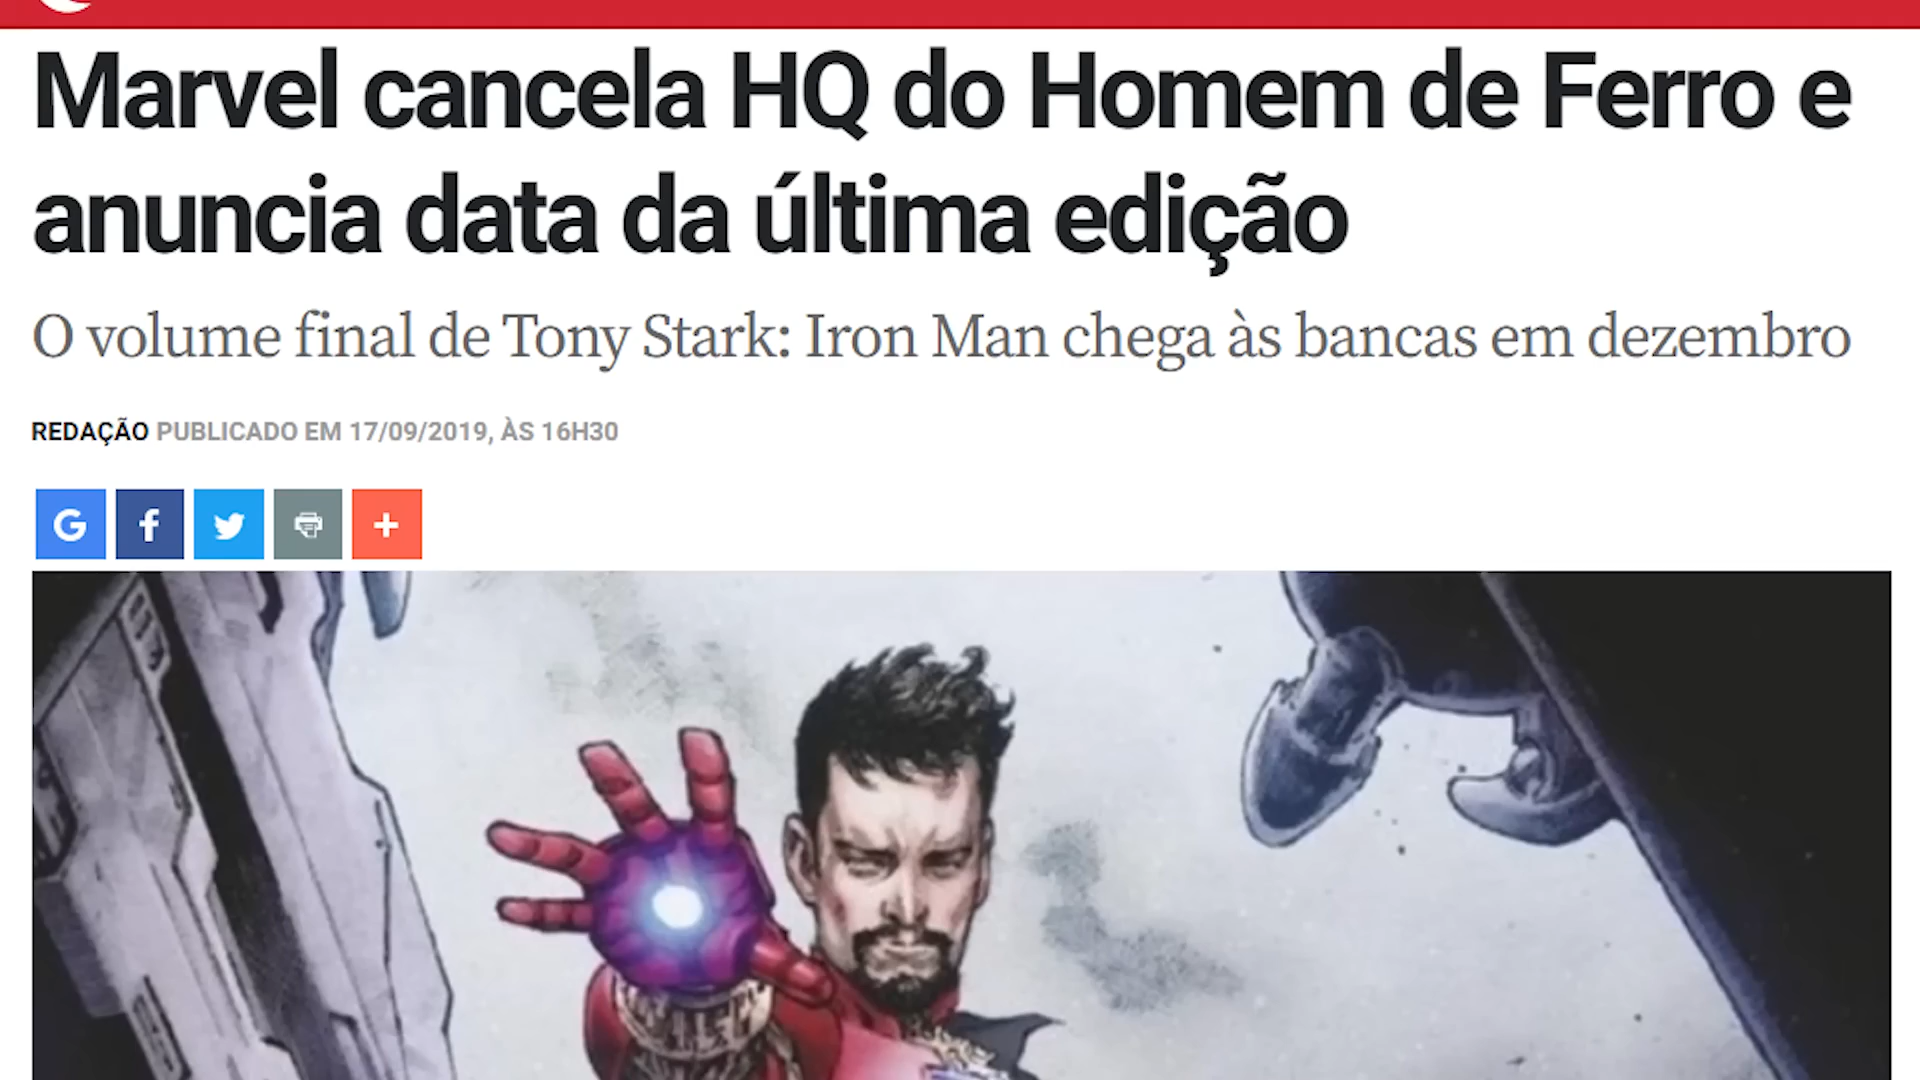 Marvel cancela HQ do Homem de Ferro e
anuncia data da última edição
O volume final de Tony Stark: Iron Man chega às bancas em dezembro
REDAÇÃO PUBLICADO EM 17/09/2019, ÀS 16H30